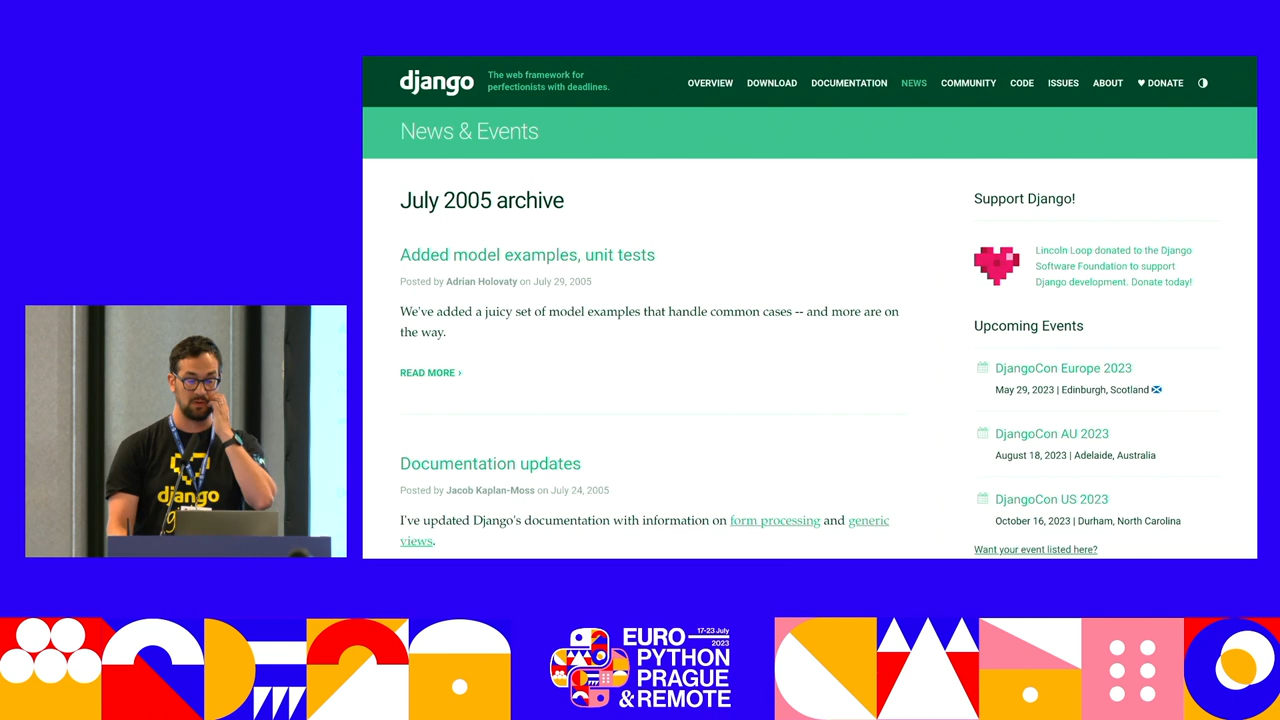 django
The web framework for
perfectionists with deadlines.
OVERVIEW DOWNLOAD DOCUMENTATION NEWS COMMUNITY CODE ISSUES ABOUT ♥ DONATE
News & Events
July 2005 archive
Added model examples, unit tests
Posted by Adrian Holovaty on July 29, 2005
We've added a juicy set of model examples that handle common cases -- and more are on
the way.
READ MORE ›
Documentation updates
Posted by Jacob Kaplan-Moss on July 24, 2005
I've updated Django's documentation with information on form processing and generic
views.
Support Django!
Lincoln Loop donated to the Django
Software Foundation to support
Django development. Donate today!
Upcoming Events
DjangoCon Europe 2023
May 29, 2023 | Edinburgh, Scotland
DjangoCon AU 2023
August 18, 2023 | Adelaide, Australia
DjangoCon US 2023
October 16, 2023 | Durham, North Carolina
Want your event listed here?
django
EURO
17-23 July
2023
PYTHON
PRAGUE
& REMOTE